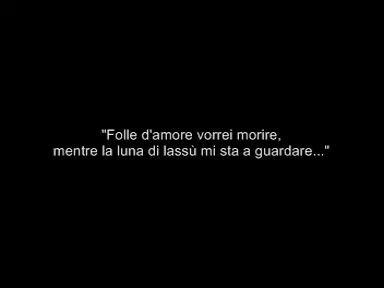 "Folle d'amore vorrei morire,
mentre la luna di lassù mi sta a guardare..."